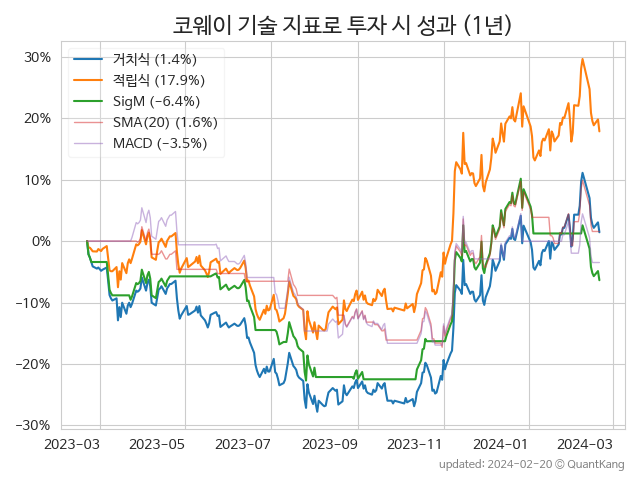 코웨이 기술 지표로 투자 시 성과 (1년)
거치식 (1.4%)
적립식 (17.9%)
SigM (−6.4%)
SMA(20) (1.6%)
MACD (−3.5%)
30%
20%
10%
0%
−10%
−20%
−30%
2023−03 2023−05 2023−07 2023−09 2023−11 2024−01 2024−03
updated: 2024−02−20 © QuantKang